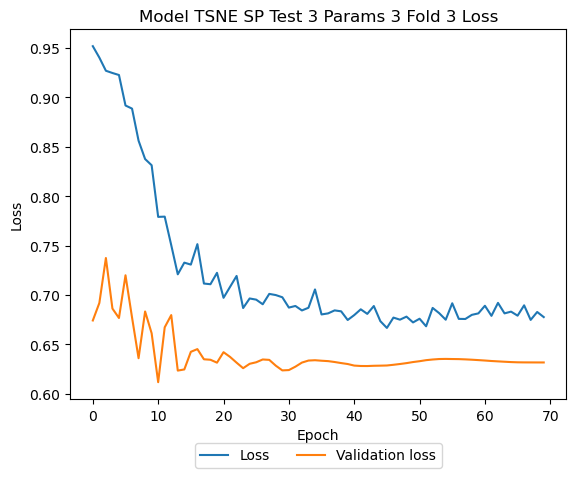 Model TSNE SP Test 3 Params 3 Fold 3 Loss
Loss
0.95
0.90
0.85
0.80
0.75
0.70
0.65
0.60
0 10 20 30 40 50 60 70
Epoch
Loss Validation loss